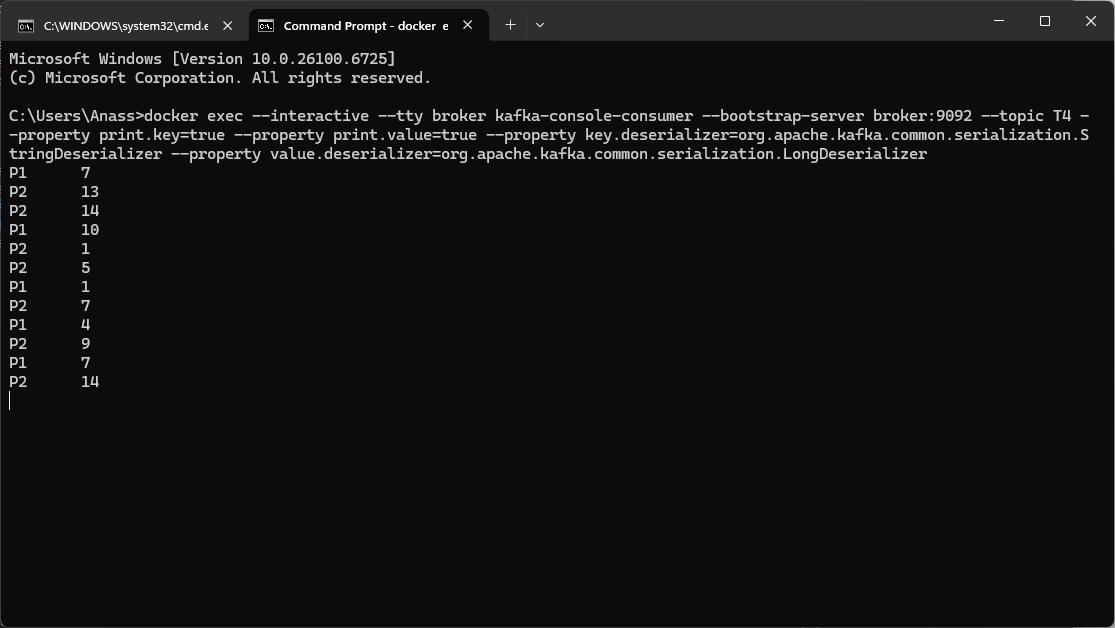 C:\WINDOWS\system32\cmd.e
Command Prompt - docker e
Microsoft Windows [Version 10.0.26100.6725]
(c) Microsoft Corporation. All rights reserved.
C:\Users\Anass>docker exec --interactive --tty broker kafka-console-consumer --bootstrap-server broker:9092 --topic T4 -
-property print.key=true --property print.value=true --property key.deserializer=org.apache.kafka.common.serialization.S
tringDeserializer --property value.deserializer=org.apache.kafka.common.serialization.LongDeserializer
P1 7
P2 13
P2 14
P1 10
P2 1
P2 5
P1 1
P2 7
P1 4
P2 9
P1 7
P2 14